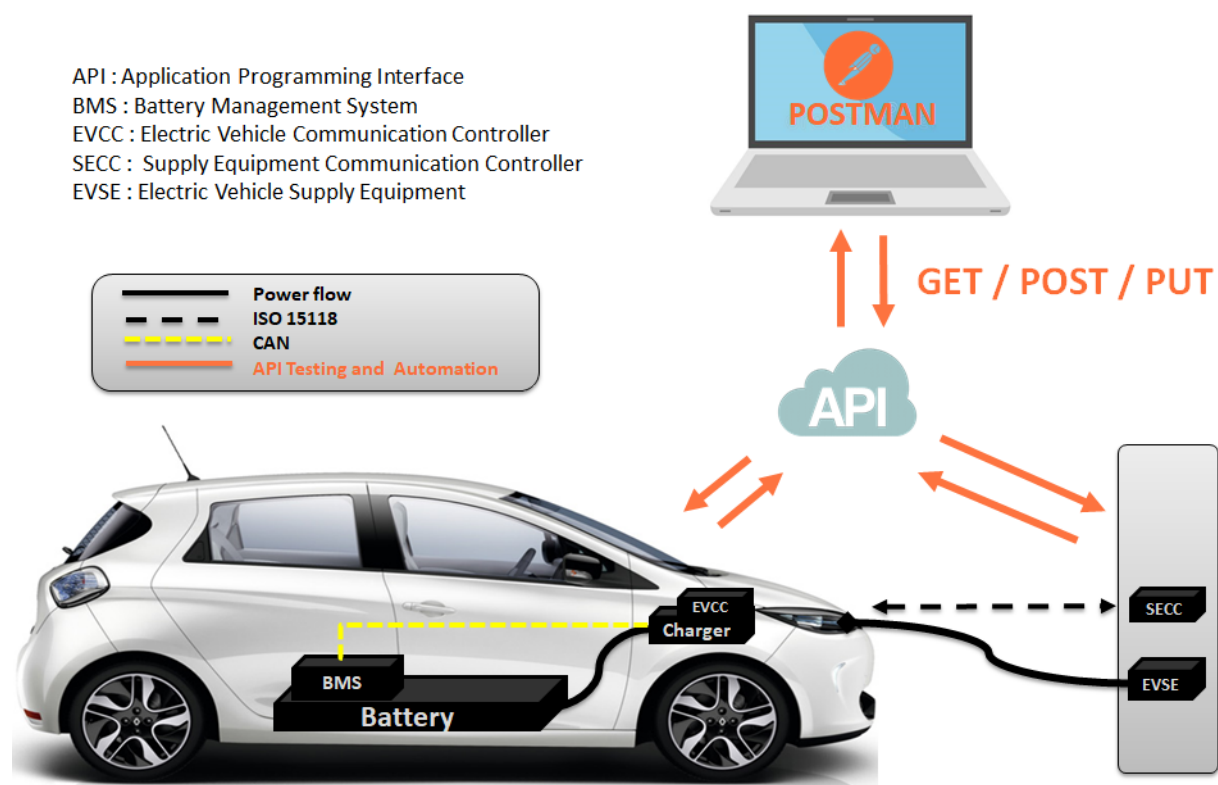 API : Application Programming Interface
BMS : Battery Management System
EVCC : Electric Vehicle Communication Controller
SECC :  Supply Equipment Communication Controller
EVSE : Electric Vehicle Supply Equipment
POSTMAN
GET / POST / PUT
Power flow
ISO 15118
CAN
API Testing and  Automation
API
EVCC
Charger
SECC
BMS
EVSE
Battery